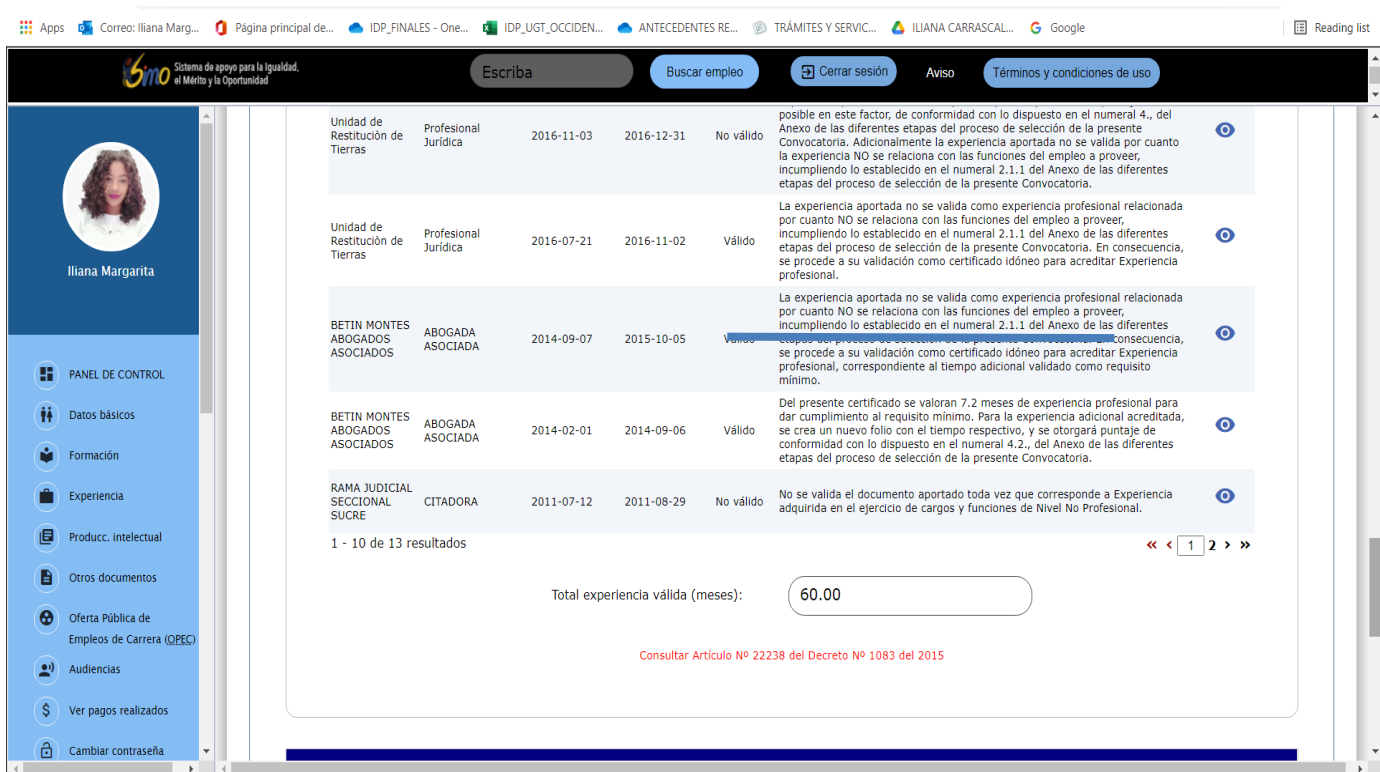 Apps Correo: Iliana Marg... Página principal de... IDP_FINALES - One... IDP_UGT_OCCIDEN... ANTECEDENTES RE... TRÁMITES Y SERVIC... ILIANA CARRASCAL... Google Reading list
Simo Sistema de apoyo para la Igualdad,
el Mérito y la Oportunidad
Escriba
Buscar empleo
Cerrar sesión
Aviso
Términos y condiciones de uso
Iliana Margarita
PANEL DE CONTROL
Datos básicos
Formación
Experiencia
Producc. intelectual
Otros documentos
Oferta Pública de
Empleos de Carrera (OPEC)
Audiencias
Ver pagos realizados
Cambiar contraseña
Unidad de
Restituciòn de
Tierras
Profesional
Jurídica
2016-11-03
2016-12-31
No válido
posible en este factor, de conformidad con lo dispuesto en el numeral 4., del
Anexo de las diferentes etapas del proceso de selección de la presente
Convocatoria. Adicionalmente la experiencia aportada no se valida por cuanto
la experiencia NO se relaciona con las funciones del empleo a proveer,
incumpliendo lo establecido en el numeral 2.1.1 del Anexo de las diferentes
etapas del proceso de selección de la presente Convocatoria.
Unidad de
Restituciòn de
Tierras
Profesional
Jurídica
2016-07-21
2016-11-02
Válido
La experiencia aportada no se valida como experiencia profesional relacionada
por cuanto NO se relaciona con las funciones del empleo a proveer,
incumpliendo lo establecido en el numeral 2.1.1 del Anexo de las diferentes
etapas del proceso de selección de la presente Convocatoria. En consecuencia,
se procede a su validación como certificado idóneo para acreditar Experiencia
profesional.
BETIN MONTES
ABOGADOS
ASOCIADOS
ABOGADA
ASOCIADA
2014-09-07
2015-10-05
Válido
La experiencia aportada no se valida como experiencia profesional relacionada
por cuanto NO se relaciona con las funciones del empleo a proveer,
incumpliendo lo establecido en el numeral 2.1.1 del Anexo de las diferentes
etapas del proceso de selección de la presente Convocatoria. En consecuencia,
se procede a su validación como certificado idóneo para acreditar Experiencia
profesional, correspondiente al tiempo adicional validado como requisito
mínimo.
BETIN MONTES
ABOGADOS
ASOCIADOS
ABOGADA
ASOCIADA
2014-02-01
2014-09-06
Válido
Del presente certificado se valoran 7.2 meses de experiencia profesional para
dar cumplimiento al requisito mínimo. Para la experiencia adicional acreditada,
se crea un nuevo folio con el tiempo respectivo, y se otorgará puntaje de
conformidad con lo dispuesto en el numeral 4.2., del Anexo de las diferentes
etapas del proceso de selección de la presente Convocatoria.
RAMA JUDICIAL
SECCIONAL
SUCRE
CITADORA
2011-07-12
2011-08-29
No válido
No se valida el documento aportado toda vez que corresponde a Experiencia
adquirida en el ejercicio de cargos y funciones de Nivel No Profesional.
1 - 10 de 13 resultados
« ‹ 1 2 › »
Total experiencia válida (meses):
60.00
Consultar Artículo Nº 22238 del Decreto Nº 1083 del 2015